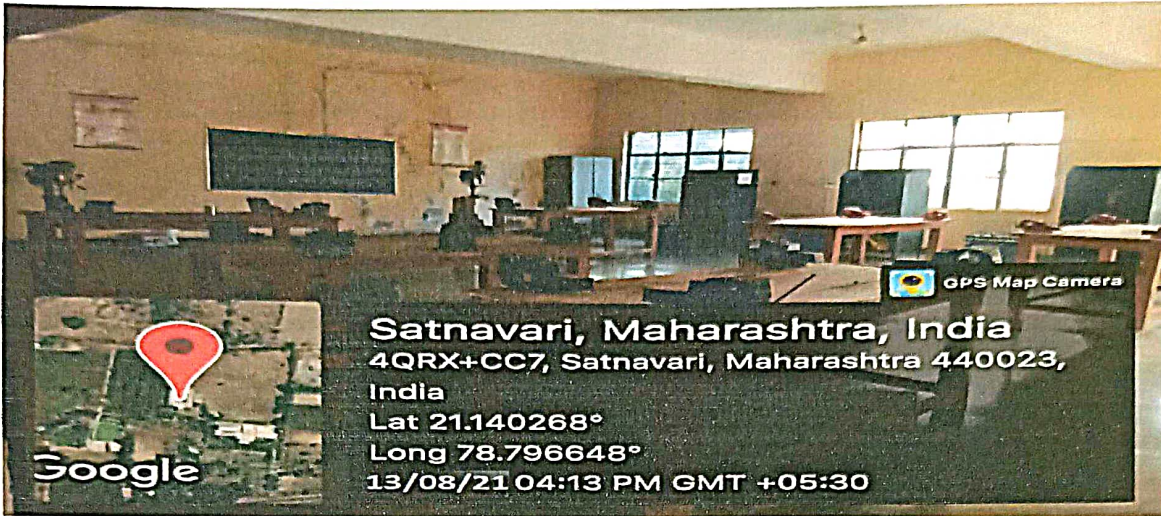 GPS Map Camera
Satnavari, Maharashtra, India
4QRX+CC7, Satnavari, Maharashtra 440023,
India
Lat 21.140268°
Long 78.796648°
13/08/21 04:13 PM GMT +05:30
Google